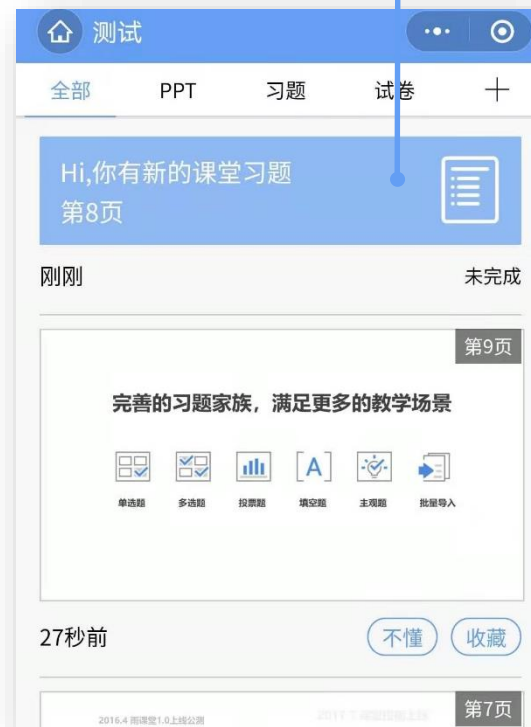 测试
全部 PPT 习题 试卷
Hi,你有新的课堂习题
第8页
刚刚 未完成
第9页
完善的习题家族，满足更多的教学场景
A
单选题 多选题 投票题 填空题 主观题 批量导入
27秒前 不懂 收藏
第7页
2016.4 雨课堂1.0上线公测